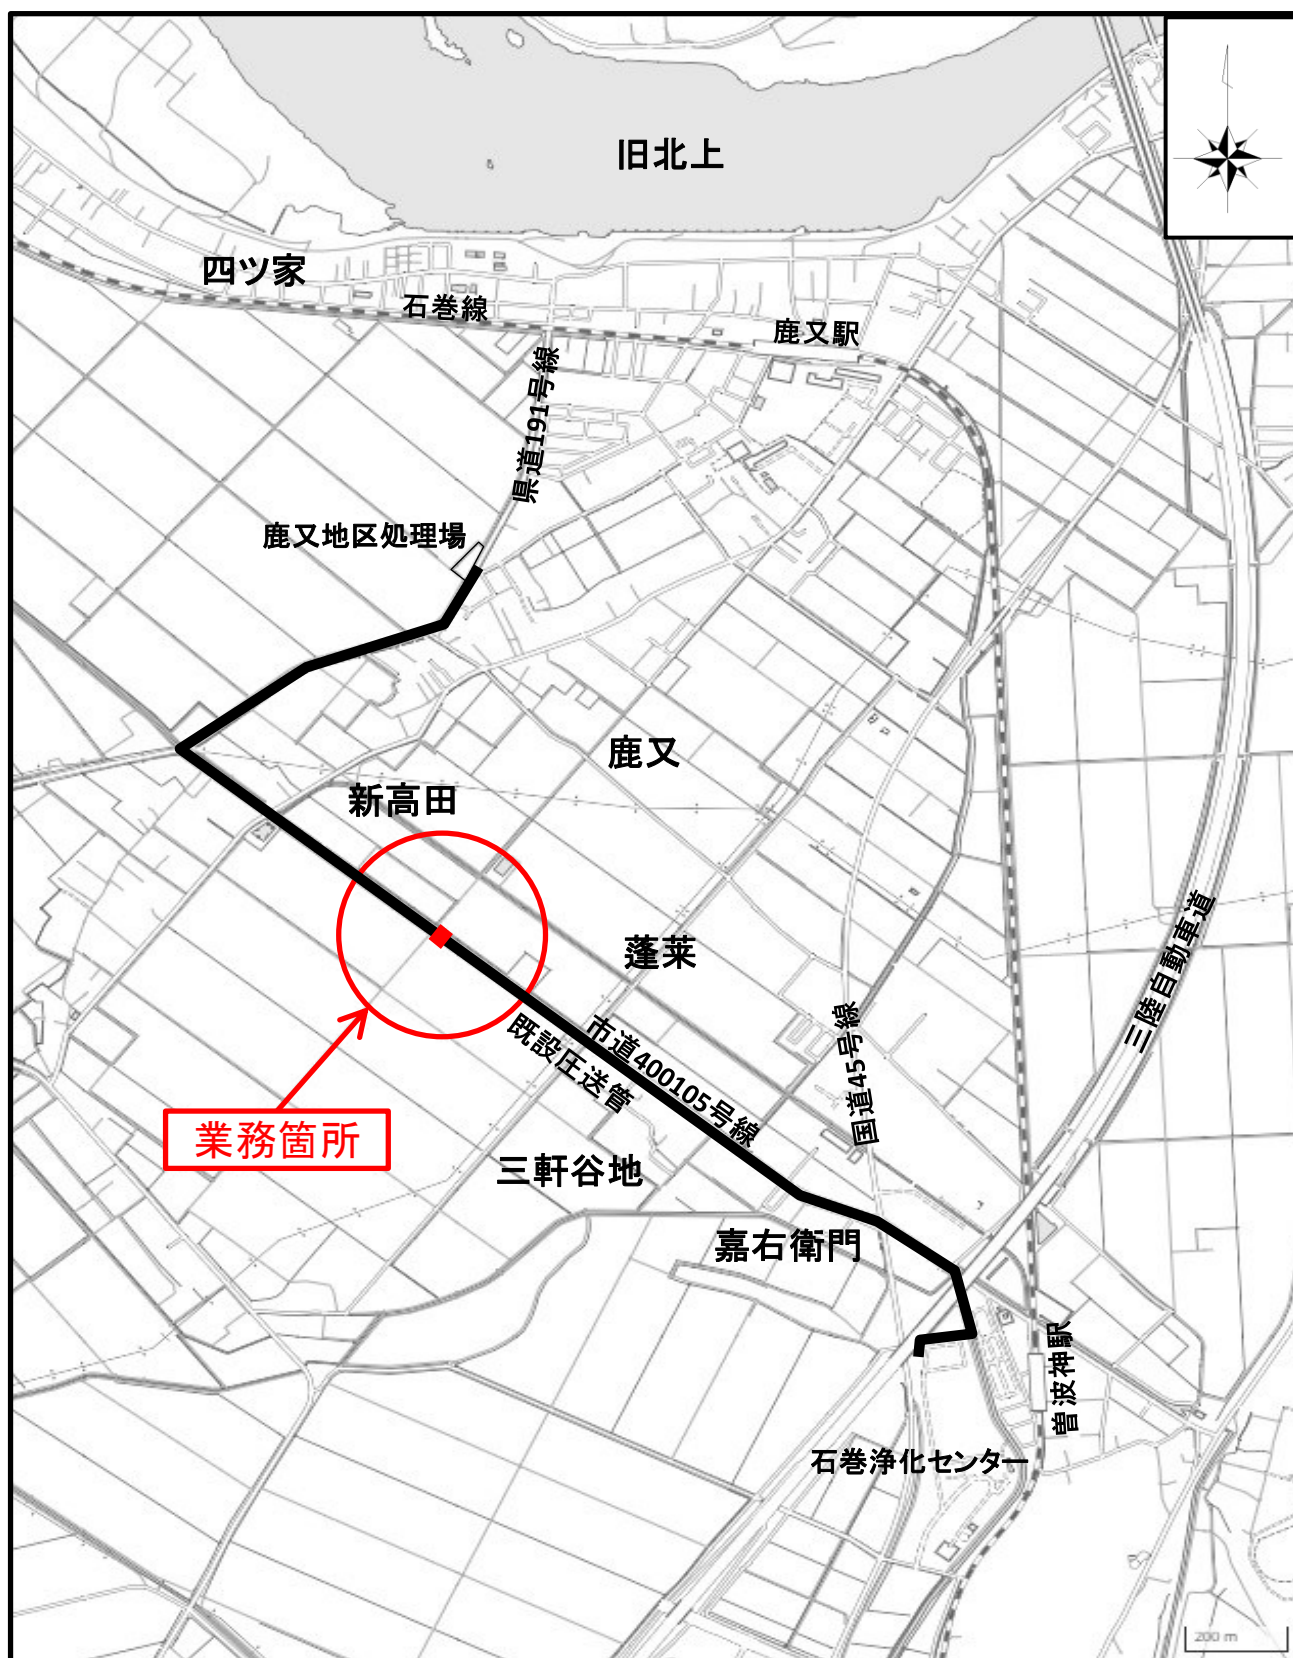 旧北上
四ツ家
石巻線
鹿又駅
県道191号線
鹿又地区処理場
鹿又
新高田
蓬莱
三陸自動車道
市道400105号線
既設圧送管
国道45号線
業務箇所
三軒谷地
嘉右衛門
曽波神駅
石巻浄化センター
200 m